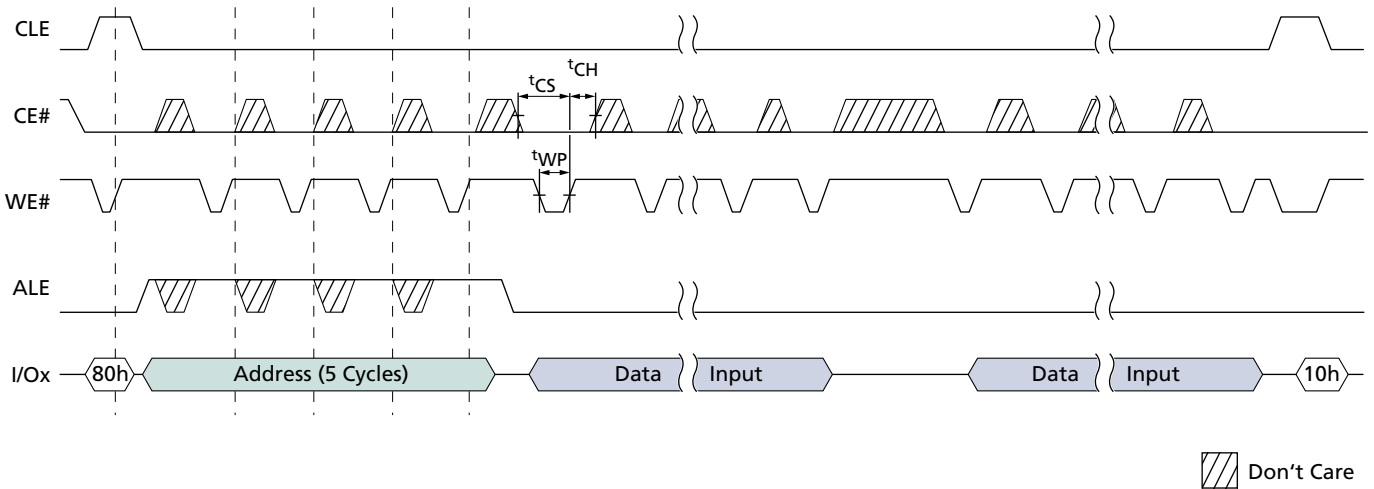 CLE
tCH
tCS
CE#
tWP
WE#
ALE
I/Ox 80h Address (5 Cycles) Data Input Data Input 10h
Don't Care